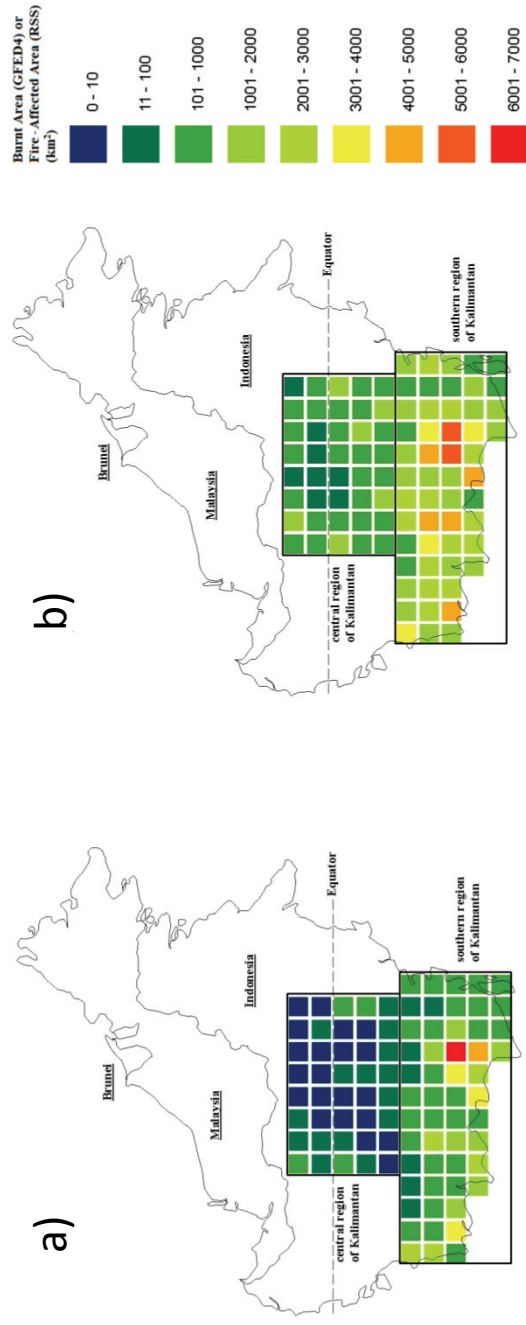 a)
Brunei
Malaysia
Indonesia
Equator
central region
of Kalimantan
southern region
of Kalimantan
b)
Brunei
Malaysia
Indonesia
Equator
central region
of Kalimantan
southern region
of Kalimantan
Burnt Area (GFED4) or
Fire-Affected Area (RSS)
(km²)
0 - 10
11 - 100
101 - 1000
1001 - 2000
2001 - 3000
3001 - 4000
4001 - 5000
5001 - 6000
6001 - 7000